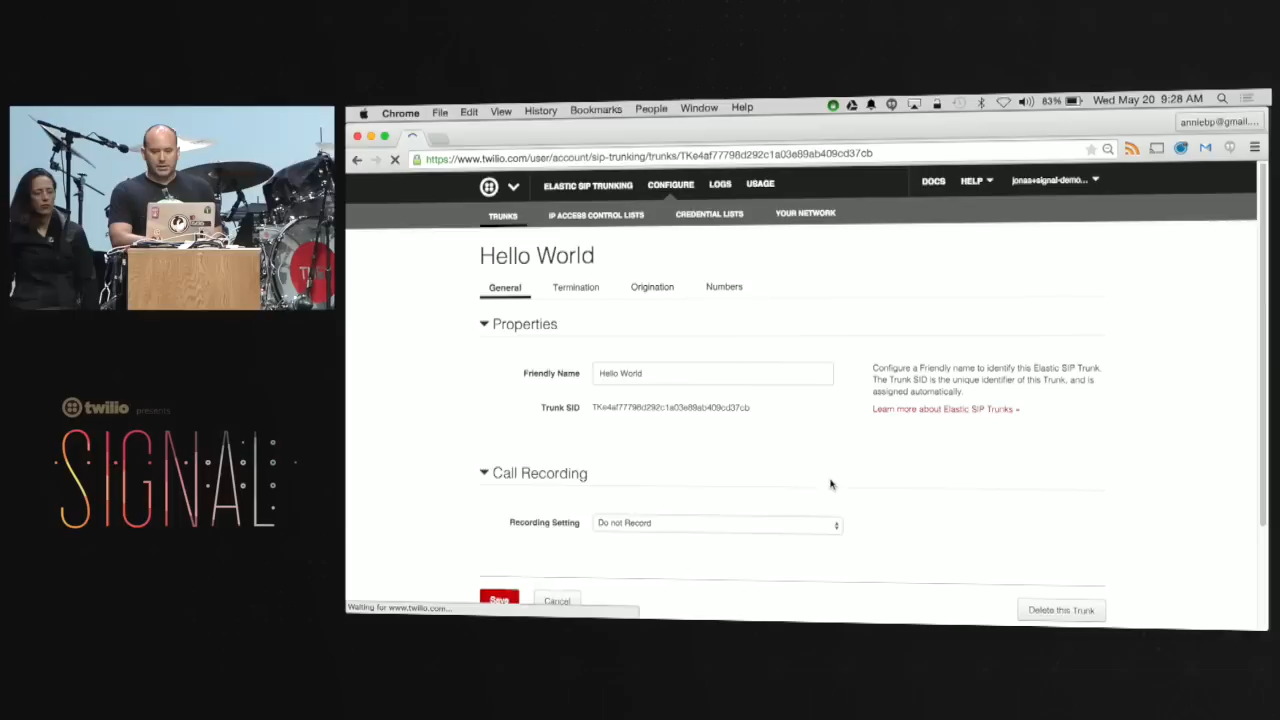 Chrome File Edit View History Bookmarks People Window Help 83% Wed May 20 9:28 AM
anniebp@gmail....
https://www.twilio.com/user/account/sip-trunking/trunks/TKe4af77798d292c1a03e89ab409cd37cb
ELASTIC SIP TRUNKING CONFIGURE LOGS USAGE DOCS HELP jonas+signal-demo...
TRUNKS IP ACCESS CONTROL LISTS CREDENTIAL LISTS YOUR NETWORK
Hello World
General Termination Origination Numbers
Properties
Friendly Name Hello World
Configure a Friendly name to identify this Elastic SIP Trunk.
The Trunk SID is the unique identifier of this Trunk, and is
assigned automatically.
Trunk SID TKe4af77798d292c1a03e89ab409cd37cb
Learn more about Elastic SIP Trunks »
Call Recording
Recording Setting Do not Record
Save Cancel Delete this Trunk
Waiting for www.twilio.com...
twilio presents
SIGNAL